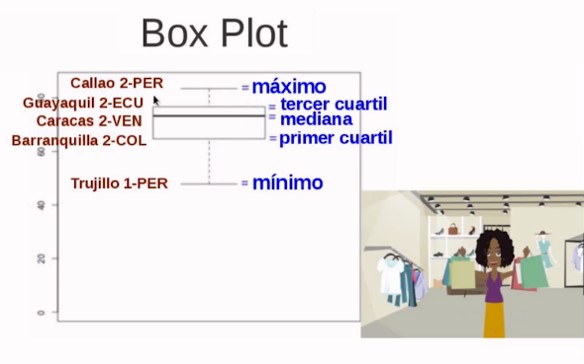 Box Plot
Callao 2-PER = máximo
Guayaquil 2-ECU = tercer cuartil
Caracas 2-VEN = mediana
Barranquilla 2-COL = primer cuartil
Trujillo 1-PER = mínimo
80
60
40
20
0